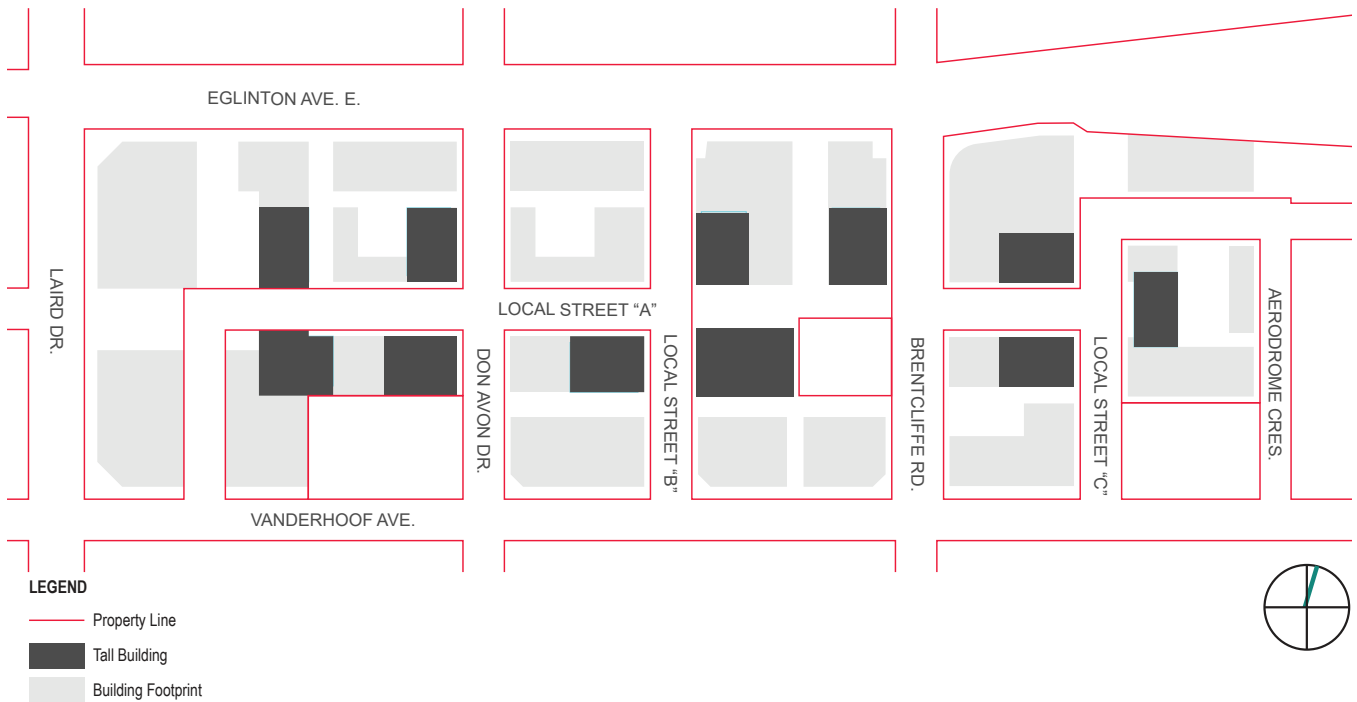 EGLINTON AVE. E.
LAIRD DR.
LOCAL STREET “A”
DON AVON DR.
LOCAL STREET “B”
BRENTCLIFFE RD.
LOCAL STREET “C”
AERODROME CRES.
VANDERHOOF AVE.
LEGEND
Property Line
Tall Building
Building Footprint